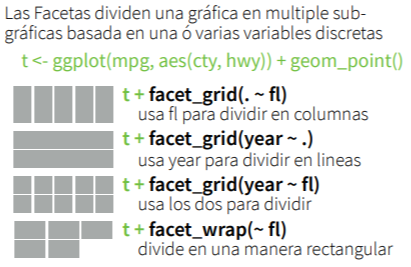 Las Facetas dividen una gráfica en multiple sub-
gráficas basada en una ó varias variables discretas
t <- ggplot(mpg, aes(cty, hwy)) + geom_point()
t + facet_grid(. ~ fl)
usa fl para dividir en columnas
t + facet_grid(year ~ .)
usa year para dividir en lineas
t + facet_grid(year ~ fl)
usa los dos para dividir
t + facet_wrap(~ fl)
divide en una manera rectangular